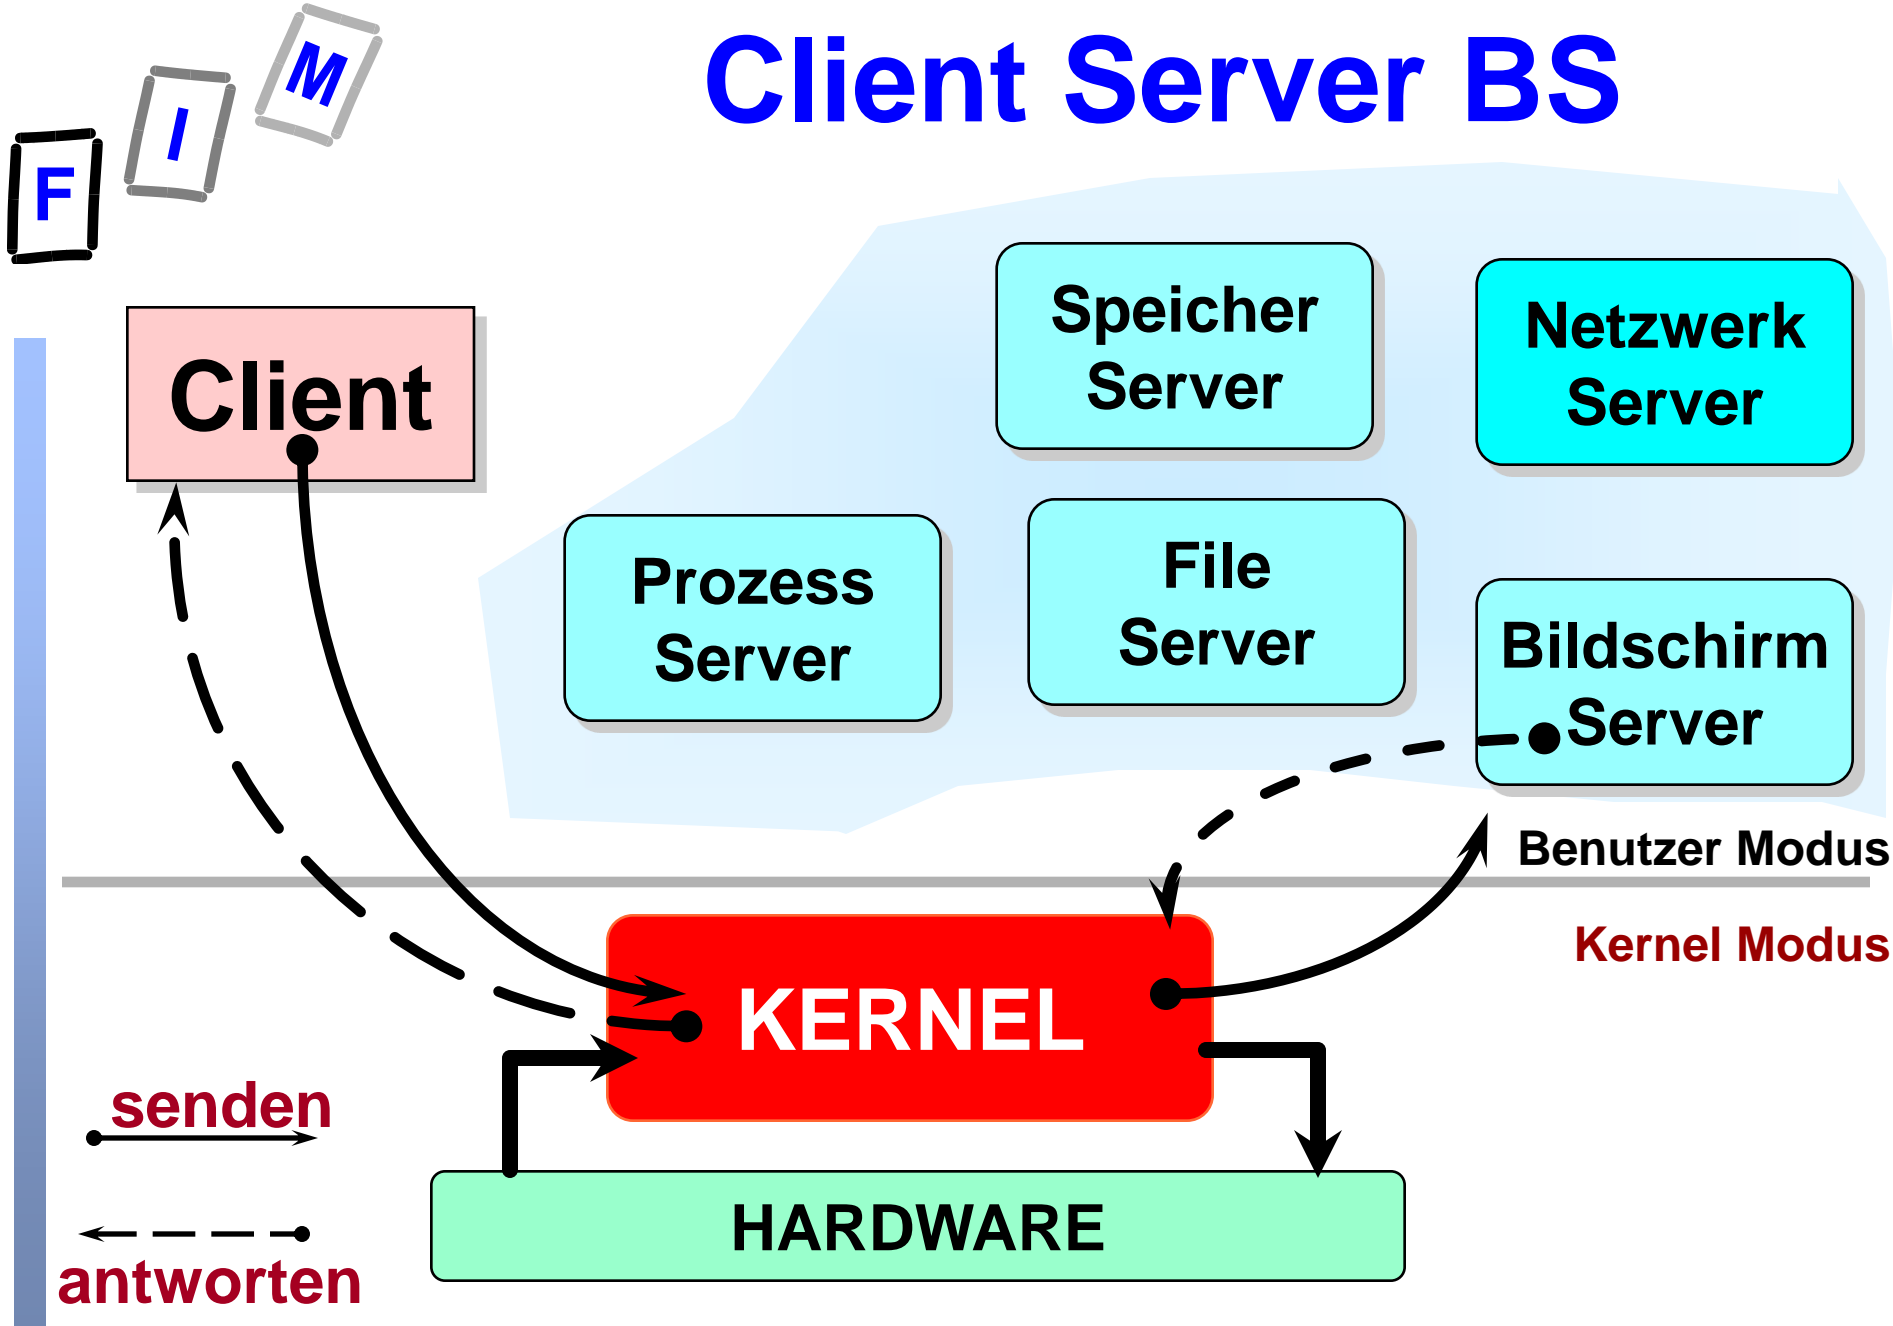 F I M
Client Server BS
Client
Speicher
Server
Netzwerk
Server
Prozess
Server
File
Server
Bildschirm
Server
Benutzer Modus
Kernel Modus
KERNEL
senden
antworten
HARDWARE